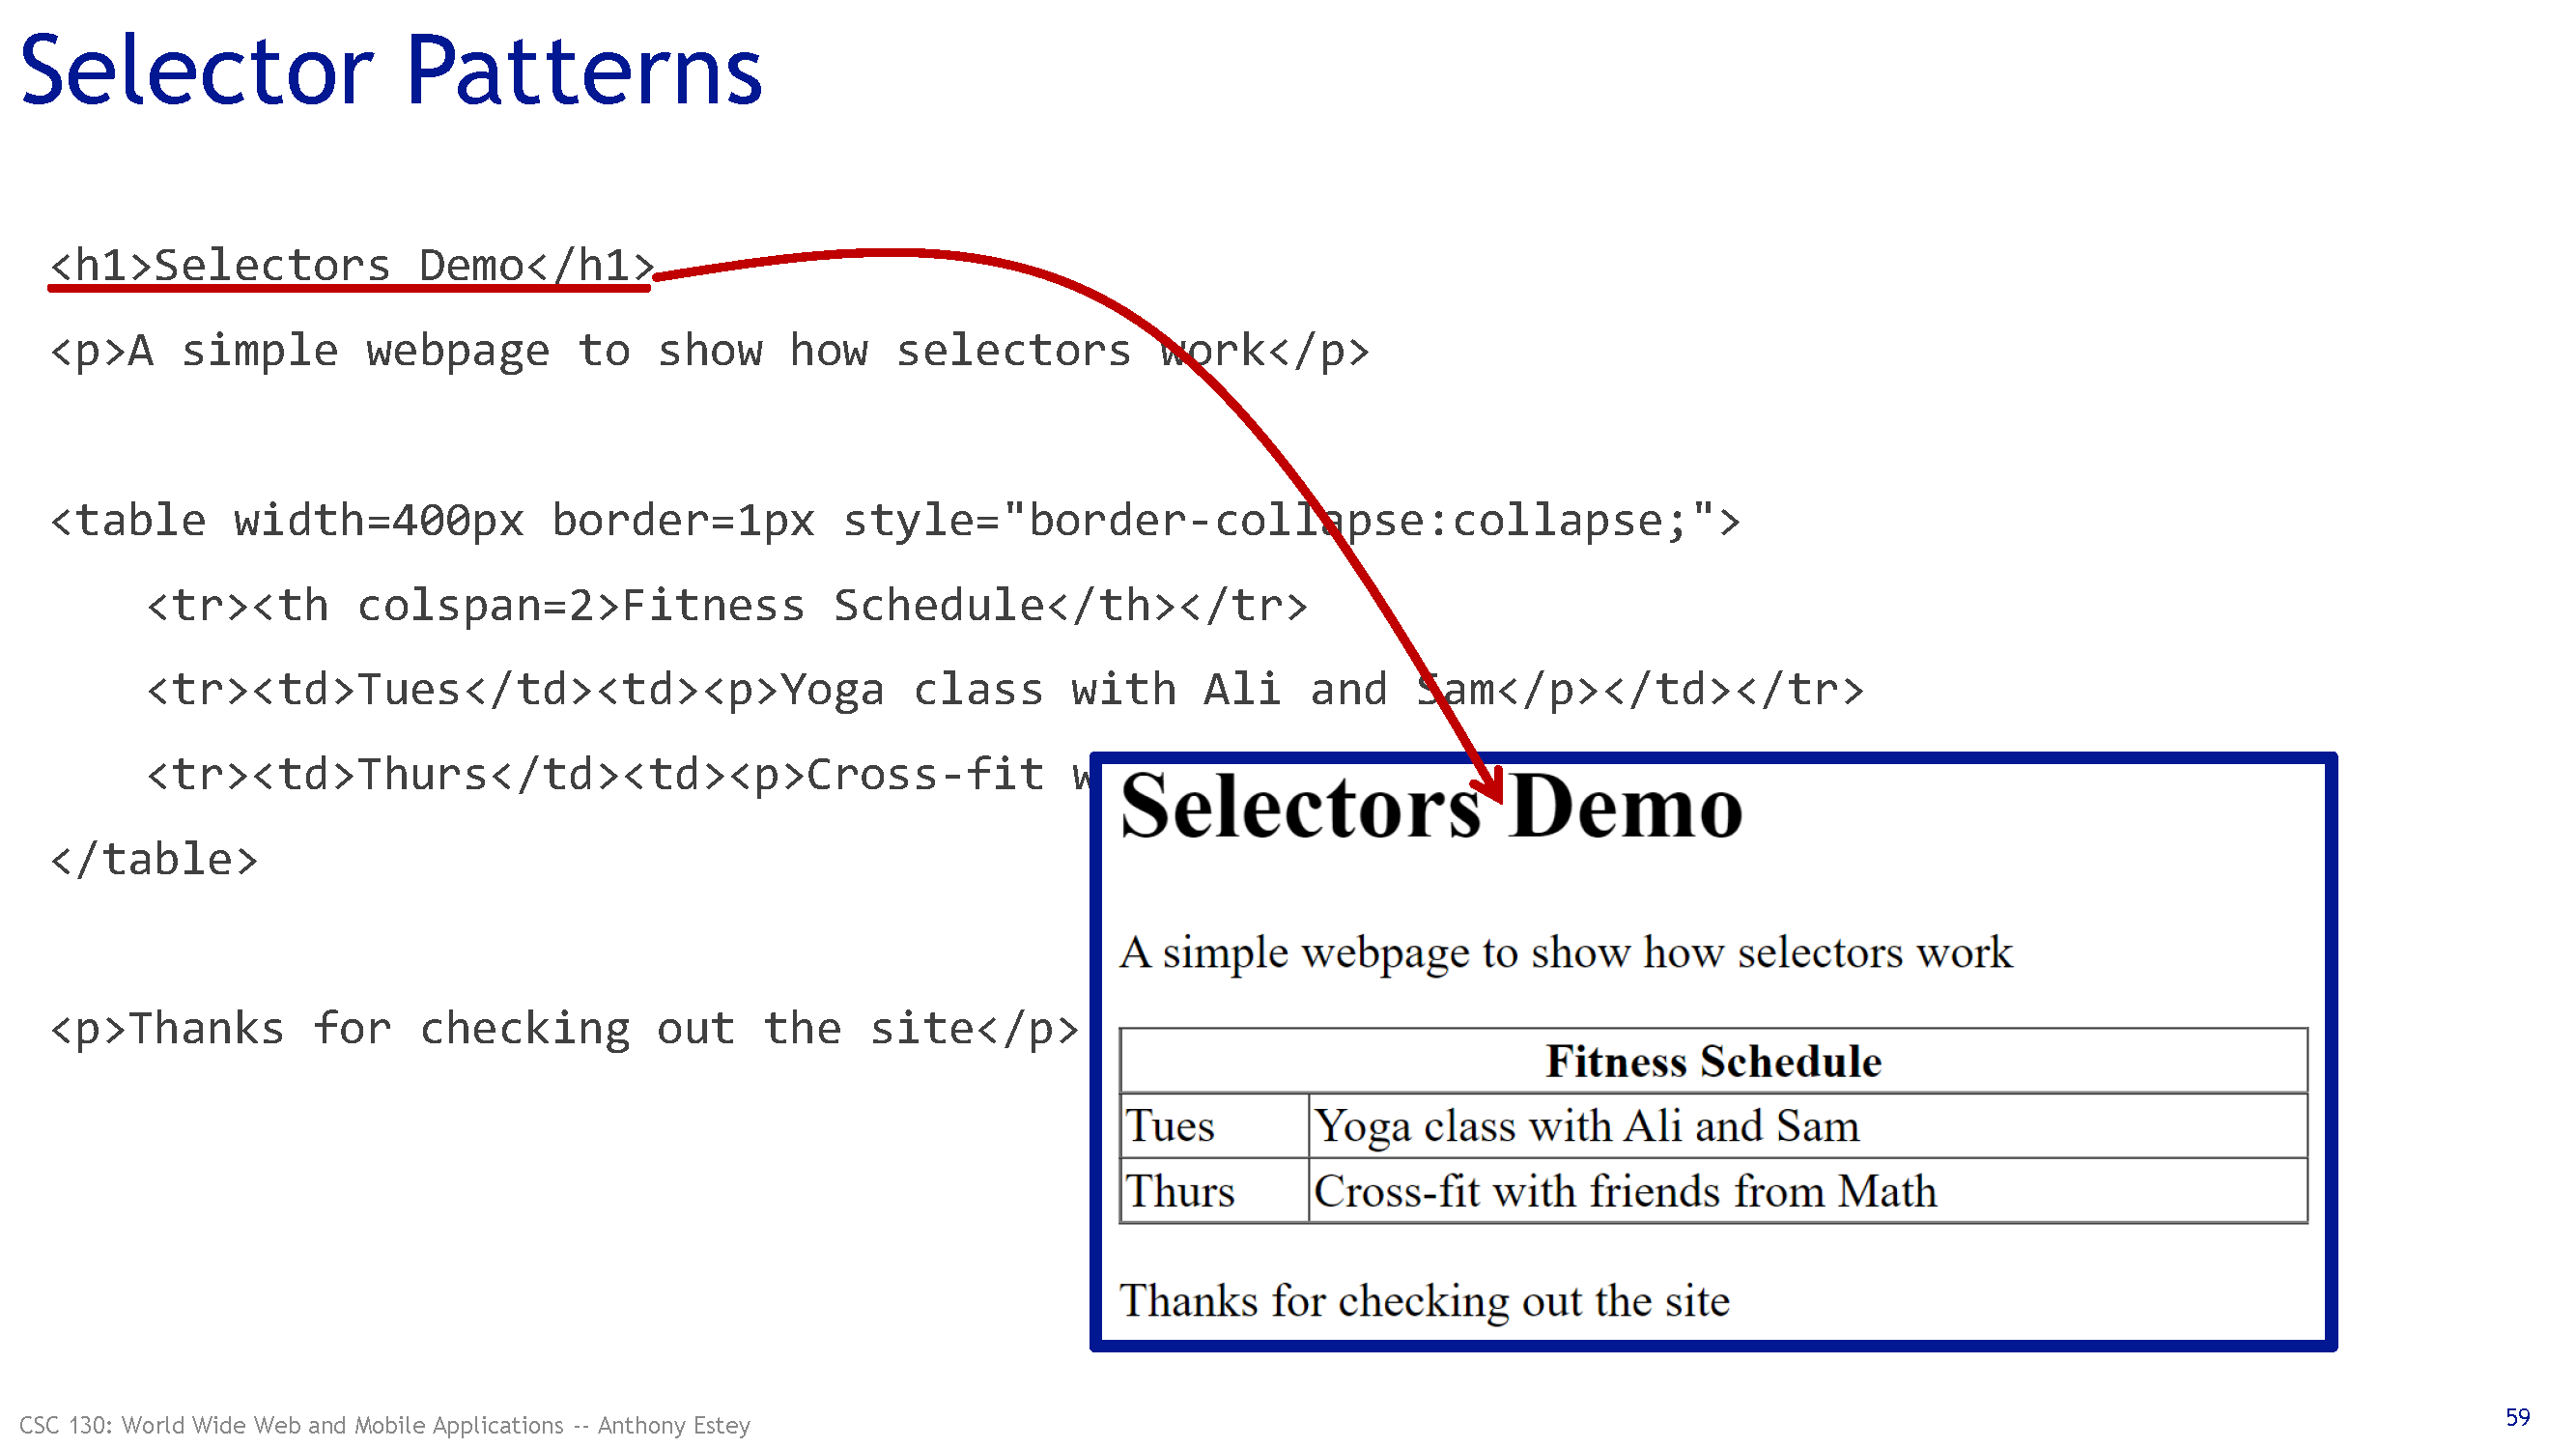 Selector Patterns
<h1>Selectors Demo</h1>
<p>A simple webpage to show how selectors work</p>
<table width=400px border=1px style="border-collapse:collapse;">
<tr><th colspan=2>Fitness Schedule</th></tr>
<tr><td>Tues</td><td><p>Yoga class with Ali and Sam</p></td></tr>
<tr><td>Thurs</td><td><p>Cross-fit
</table>
<p>Thanks for checking out the site</p>
Selectors Demo
A simple webpage to show how selectors work
Fitness Schedule
Tues Yoga class with Ali and Sam
Thurs Cross-fit with friends from Math
Thanks for checking out the site
CSC 130: World Wide Web and Mobile Applications -- Anthony Estey
59